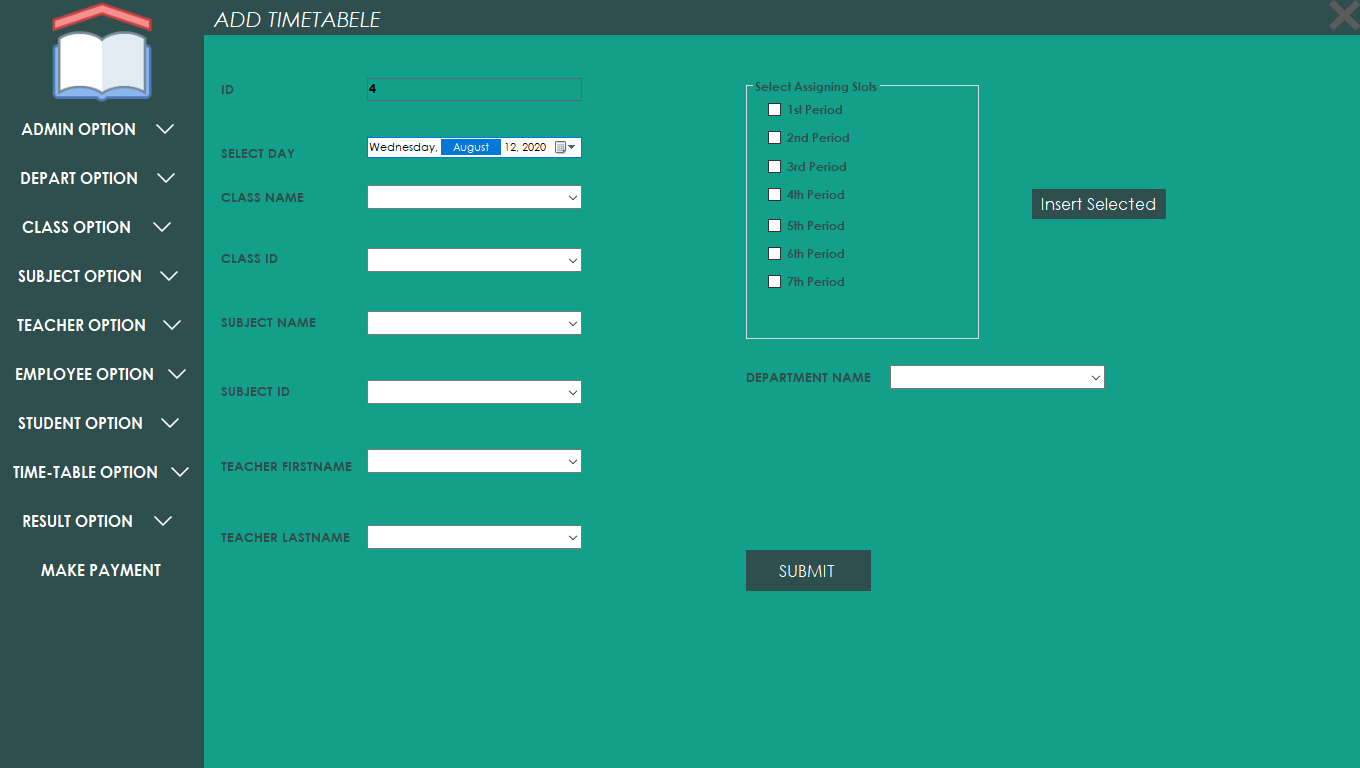 ADD TIMETABELE
ADMIN OPTION
DEPART OPTION
CLASS OPTION
SUBJECT OPTION
TEACHER OPTION
EMPLOYEE OPTION
STUDENT OPTION
TIME-TABLE OPTION
RESULT OPTION
MAKE PAYMENT
ID
4
SELECT DAY
Wednesday, August 12, 2020
CLASS NAME
CLASS ID
SUBJECT NAME
SUBJECT ID
TEACHER FIRSTNAME
TEACHER LASTNAME
Select Assigning Slots
1st Period
2nd Period
3rd Period
4th Period
5th Period
6th Period
7th Period
Insert Selected
DEPARTMENT NAME
SUBMIT